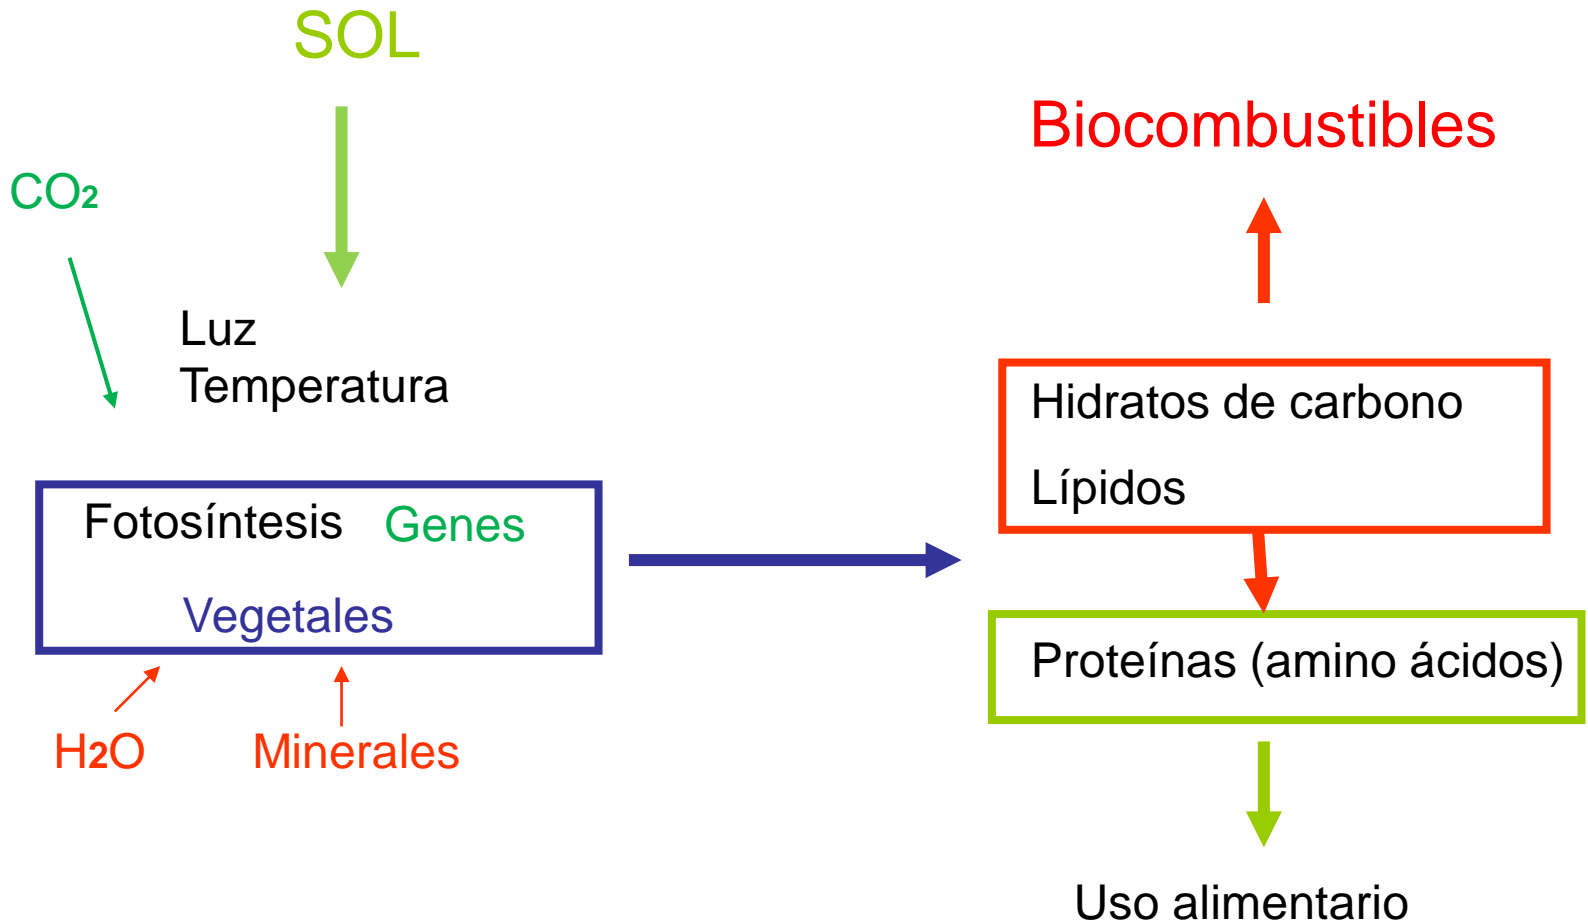 SOL
CO2
Luz
Temperatura
Fotosíntesis Genes
Vegetales
H2O Minerales
Biocombustibles
Hidratos de carbono
Lípidos
Proteínas (amino ácidos)
Uso alimentario